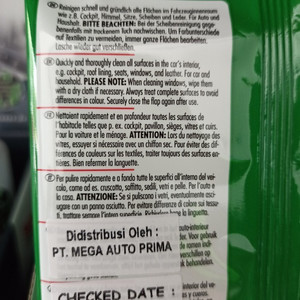 Reinigen schnell und gründlich alle Flächen im Fahrzeuginnenraum
wie z.B. Cockpit, Himmel, Sitze, Scheiben und Leder. Für Auto und
Haushalt. BITTE BEACHTEN: Bei der Scheibenreinigung gege-
benenfalls mit trockenem Tuch nachwischen. Um Farbunterschiede
auf Textilien zu vermeiden, immer ganze Flächen bearbeiten.
Lasche wieder gut verschließen.
Quickly and thoroughly clean all surfaces in the car's interior,
e.g. cockpit, roof lining, seats, windows, and leather. For car and
household. PLEASE NOTE: When cleaning windows, wipe them
with a dry cloth if necessary. Always treat complete surfaces to avoid
differences in colour. Securely close the flap again after use.
Nettoient rapidement et en profondeur toutes les surfaces de
l'habitacle telles que p. ex. cockpit, pavillon, sièges, vitres et cuirs.
Pour la voiture et le ménage. ATTENTION: Lors du nettoyage des
vitres, essuyer si nécessaire avec un chiffon sec. Pour éviter des dif-
férences de couleurs sur les textiles, traiter toujours des surfaces en-
tières. Bien refermer la languette.
Per pulire rapidamente e a fondo tutte le superfici all'interno del vei-
colo, come ad es. cruscotto, soffitto, sedili, vetri e pelle. Per l'auto e
la casa. ATTENZIONE: Se si puliscono i vetri, eventualmente asci-
ugare con un panno asciutto. Per evitare differenze di colore sui tessu-
ti, trattare sempre l'intera superficie. Richiudere bene la linguetta.
Didistribusi Oleh :
PT. MEGA AUTO PRIMA
CHECKED DATE :